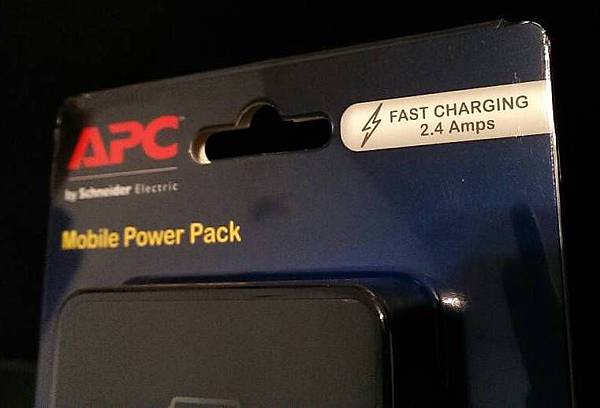 APC
by Schneider Electric
FAST CHARGING
2.4 Amps
Mobile Power Pack